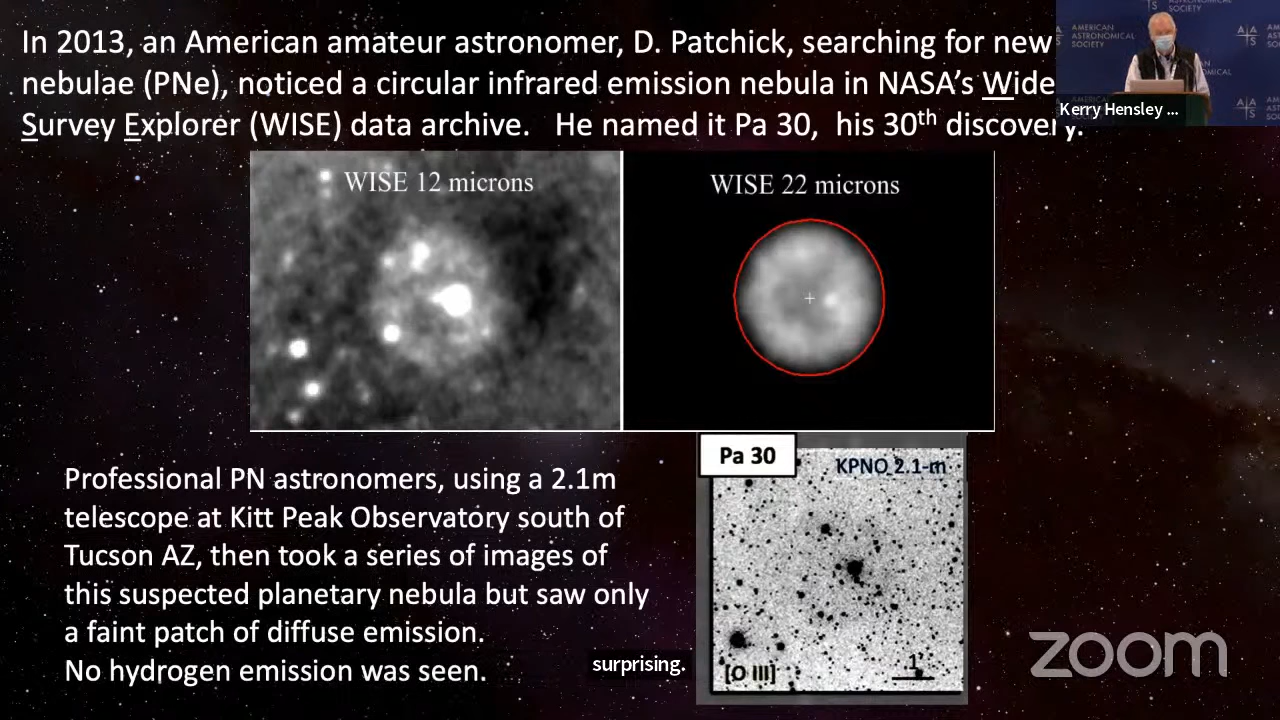 In 2013, an American amateur astronomer, D. Patchick, searching for new
nebulae (PNe), noticed a circular infrared emission nebula in NASA's Wide
Survey Explorer (WISE) data archive. He named it Pa 30, his 30th discovery.
AMERICAN
ASTRONOMICAL
SOCIETY
Kerry Hensley ...
WISE 12 microns
WISE 22 microns
Professional PN astronomers, using a 2.1m
telescope at Kitt Peak Observatory south of
Tucson AZ, then took a series of images of
this suspected planetary nebula but saw only
a faint patch of diffuse emission.
No hydrogen emission was seen.
surprising.
Pa 30
KPNO 2.1-m
[O III]
1'
zoom